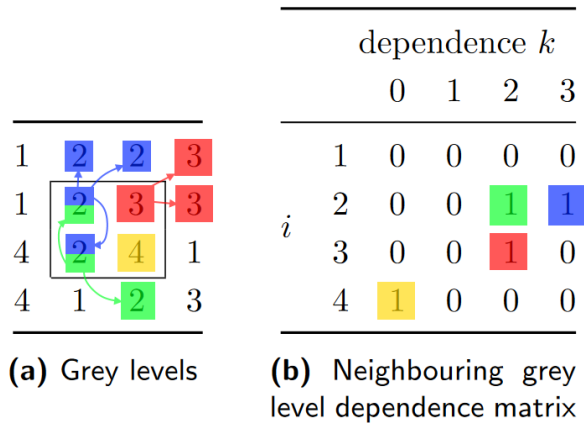 dependence k
0 1 2 3
1 2 2 3
1 2 3 3
4 2 4 1
4 1 2 3
1 0 0 0 0
2 0 0 1 1
i
3 0 0 1 0
4 1 0 0 0
(a) Grey levels
(b) Neighbouring grey
level dependence matrix